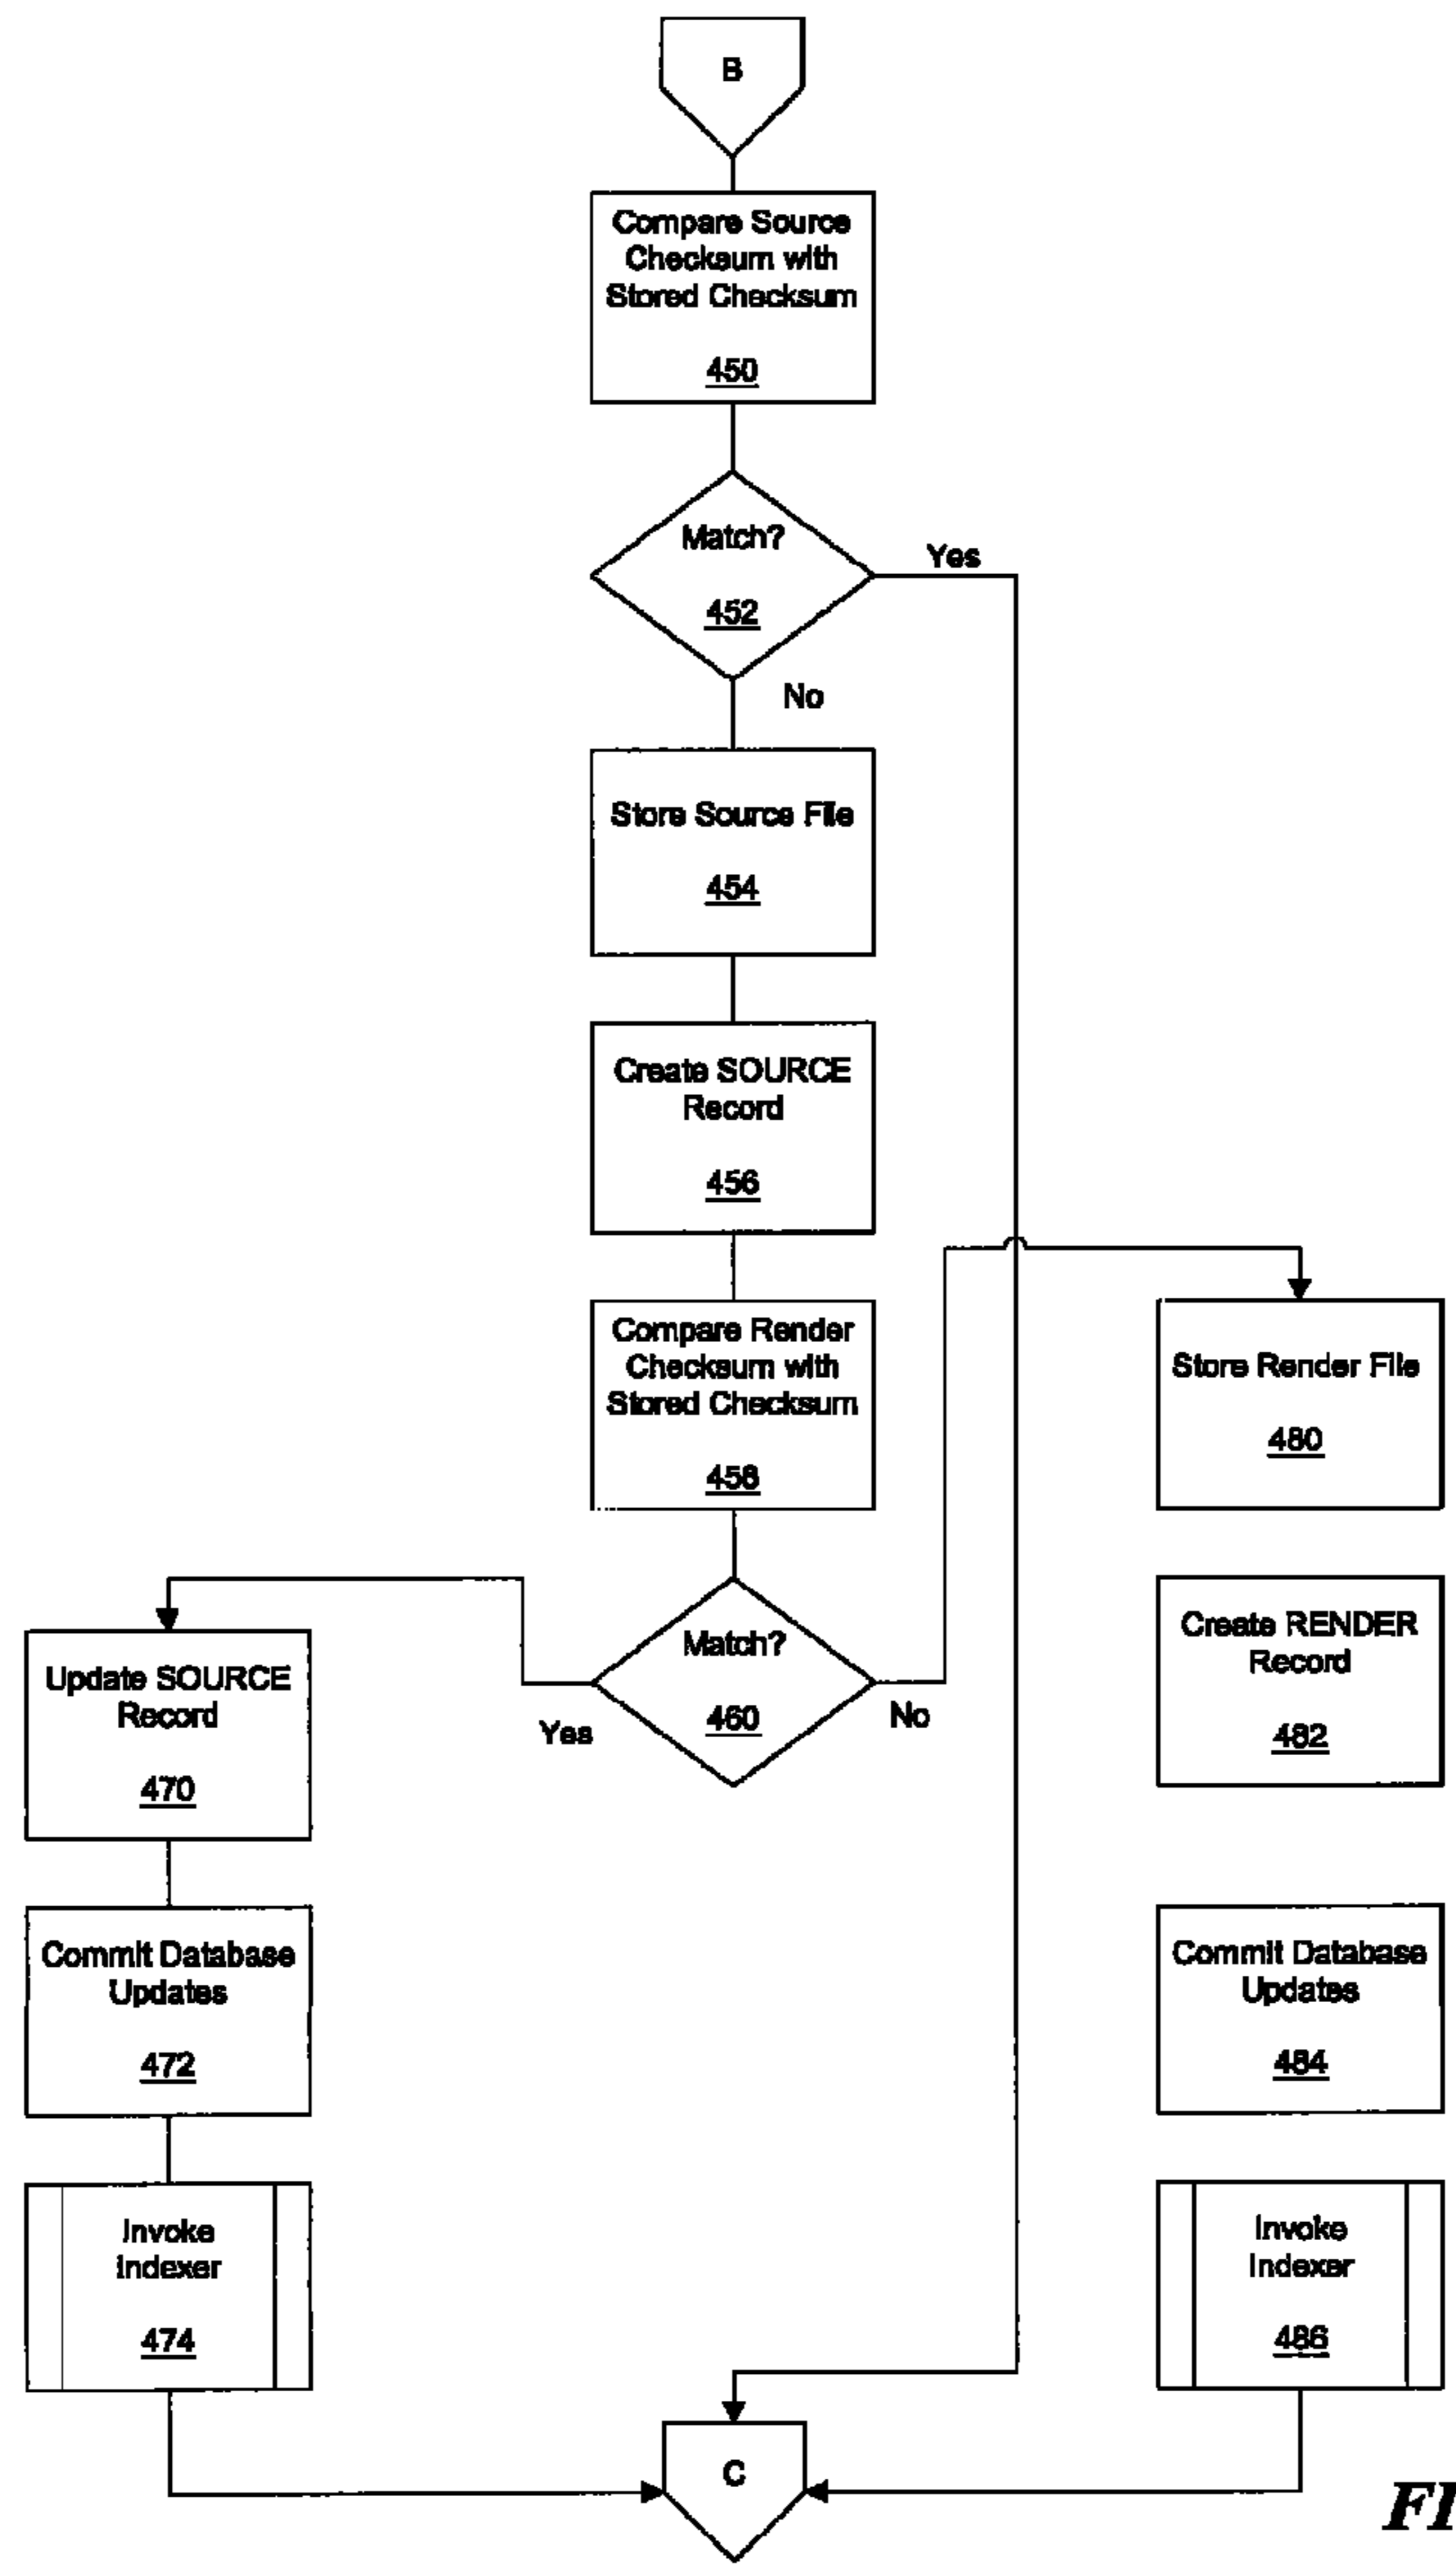 B
Compare Source
Checksum with
Stored Checksum
450
Match?
452
Yes
No
Store Source File
454
Create SOURCE
Record
456
Compare Render
Checksum with
Stored Checksum
458
Match?
460
Yes
No
Update SOURCE
Record
470
Commit Database
Updates
472
Invoke
Indexer
474
Store Render File
480
Create RENDER
Record
482
Commit Database
Updates
484
Invoke
Indexer
486
C
FI